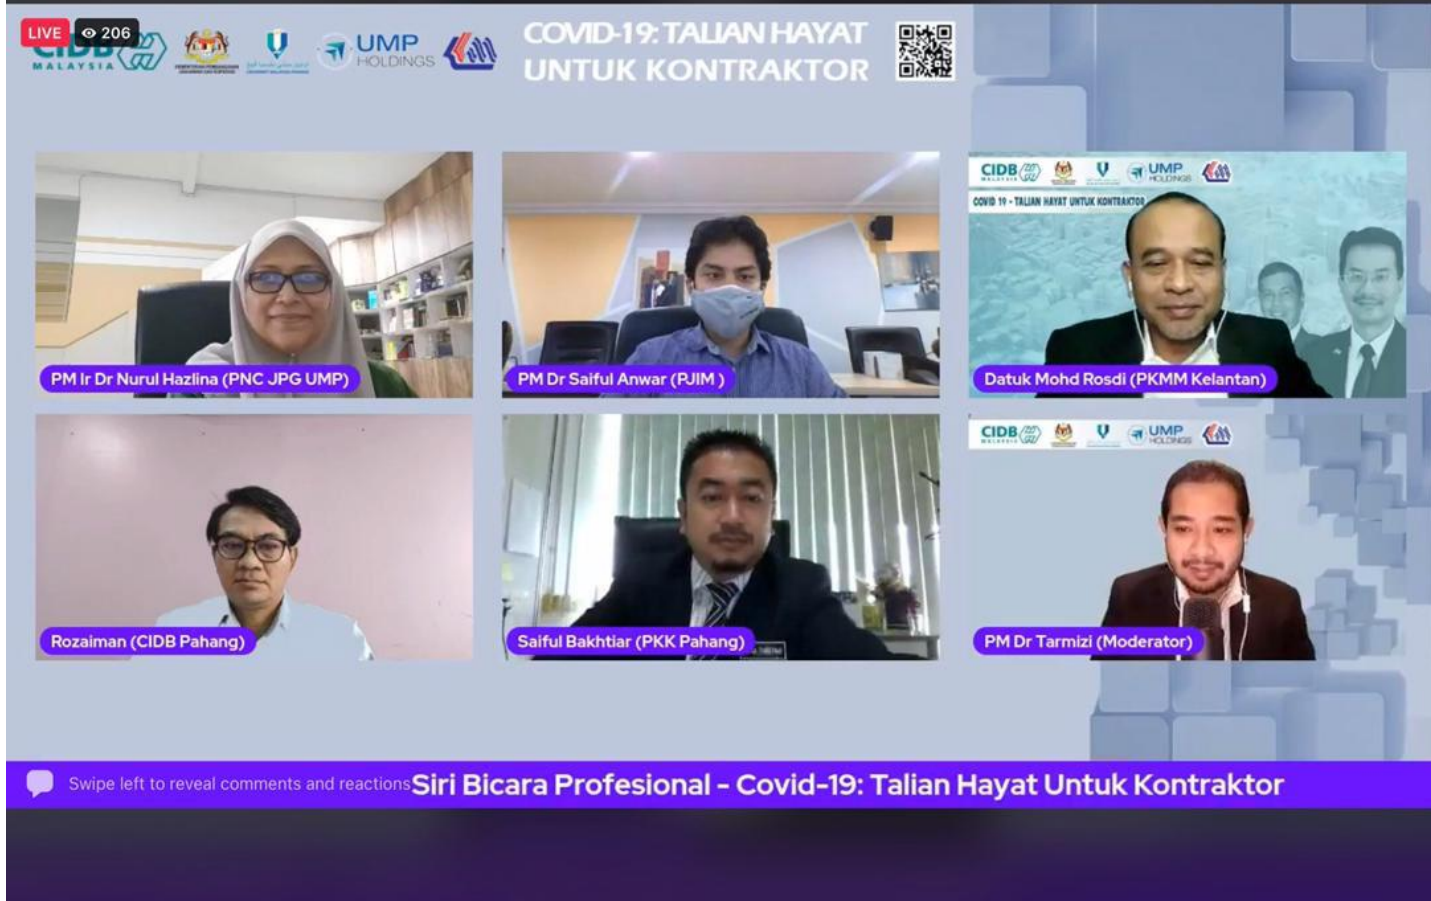 LIVE
206
CIDB
MALAYSIA
UMP
HOLDINGS
COVID-19: TALIAN HAYAT
UNTUK KONTRAKTOR
PM Ir Dr Nurul Hazlina (PNC JPG UMP)
PM Dr Saiful Anwar (PJIM )
CIDB
MALAYSIA
UMP
HOLDINGS
COVID 19 - TALIAN HAYAT UNTUK KONTRAKTOR
Datuk Mohd Rosdi (PKMM Kelantan)
Rozaiman (CIDB Pahang)
Saiful Bakhtiar (PKK Pahang)
CIDB
MALAYSIA
UMP
HOLDINGS
PM Dr Tarmizi (Moderator)
Swipe left to reveal comments and reactions
Siri Bicara Profesional - Covid-19: Talian Hayat Untuk Kontraktor